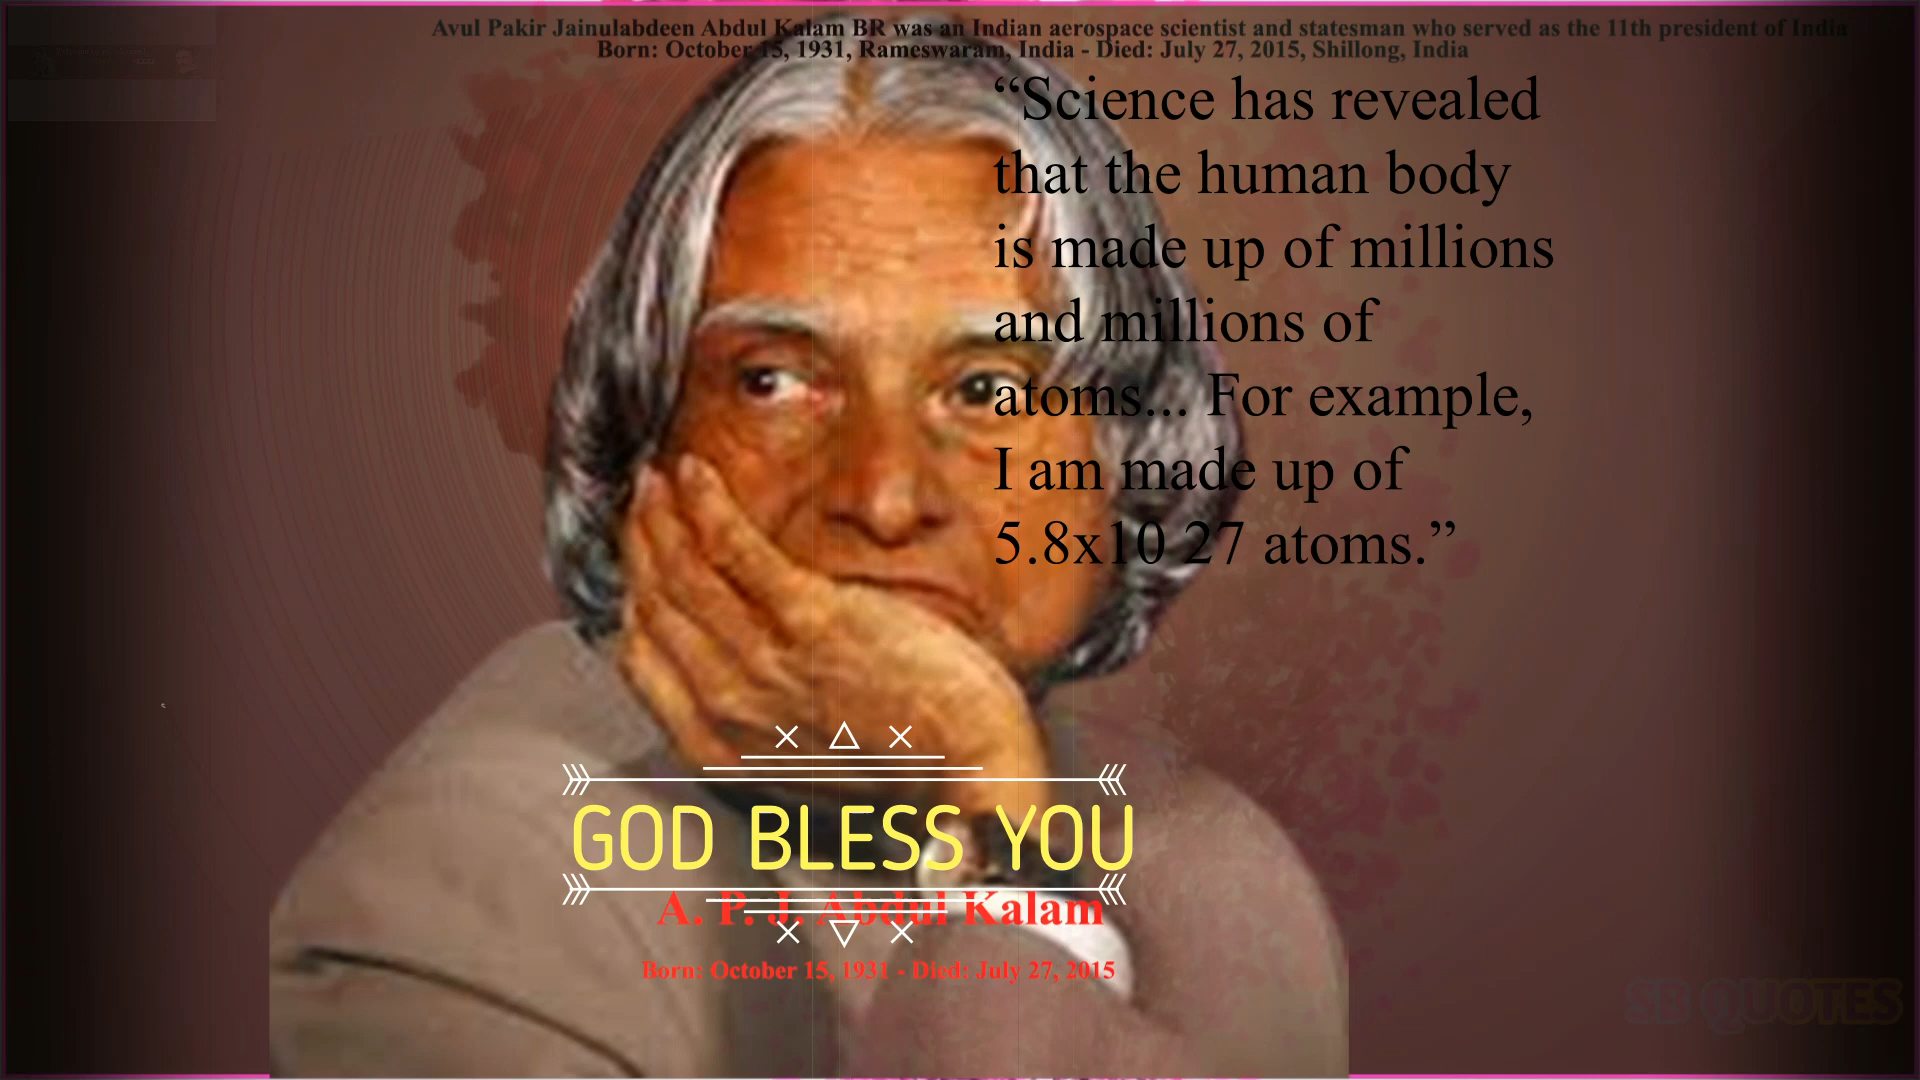 Avul Pakir Jainulabdeen Abdul Kalam BR was an Indian aerospace scientist and statesman who served as the 11th president of India
Born: October 15, 1931, Rameswaram, India - Died: July 27, 2015, Shillong, India
“Science has revealed
that the human body
is made up of millions
and millions of
atoms... For example,
I am made up of
5.8x10 27 atoms.”
GOD BLESS YOU
A. P. J. Abdul Kalam
Born: October 15, 1931 - Died: July 27, 2015
SB QUOTES